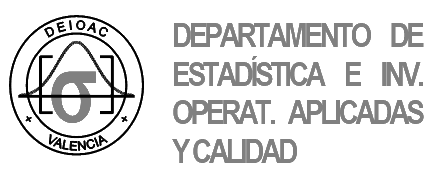 DEIOAC
[σ]
VALENCIA
DEPARTAMENTO DE
ESTADÍSTICA E INV.
OPERAT. APLICADAS
Y CALIDAD